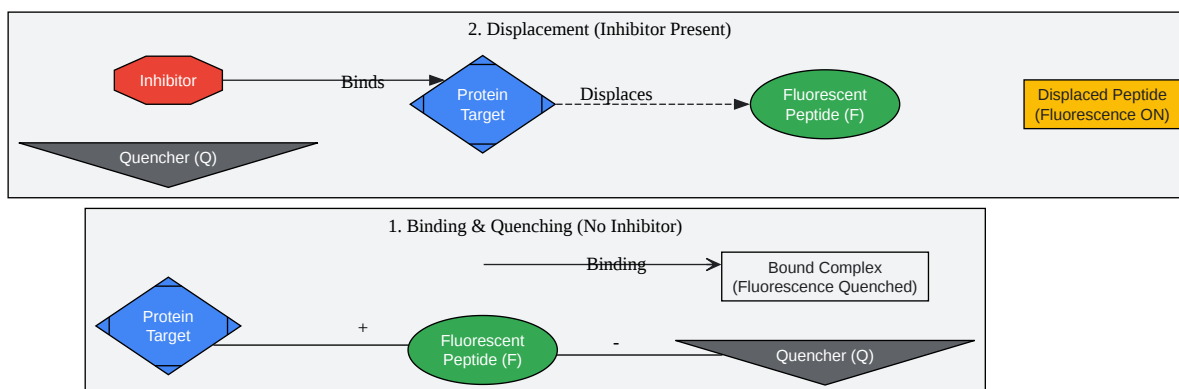 2. Displacement (Inhibitor Present)
Inhibitor
Binds
Protein
Target
Displaces
Fluorescent
Peptide (F)
Displaced Peptide
(Fluorescence ON)
Quencher (Q)
1. Binding & Quenching (No Inhibitor)
Binding
Bound Complex
(Fluorescence Quenched)
Protein
Target
+
Fluorescent
Peptide (F)
-
Quencher (Q)